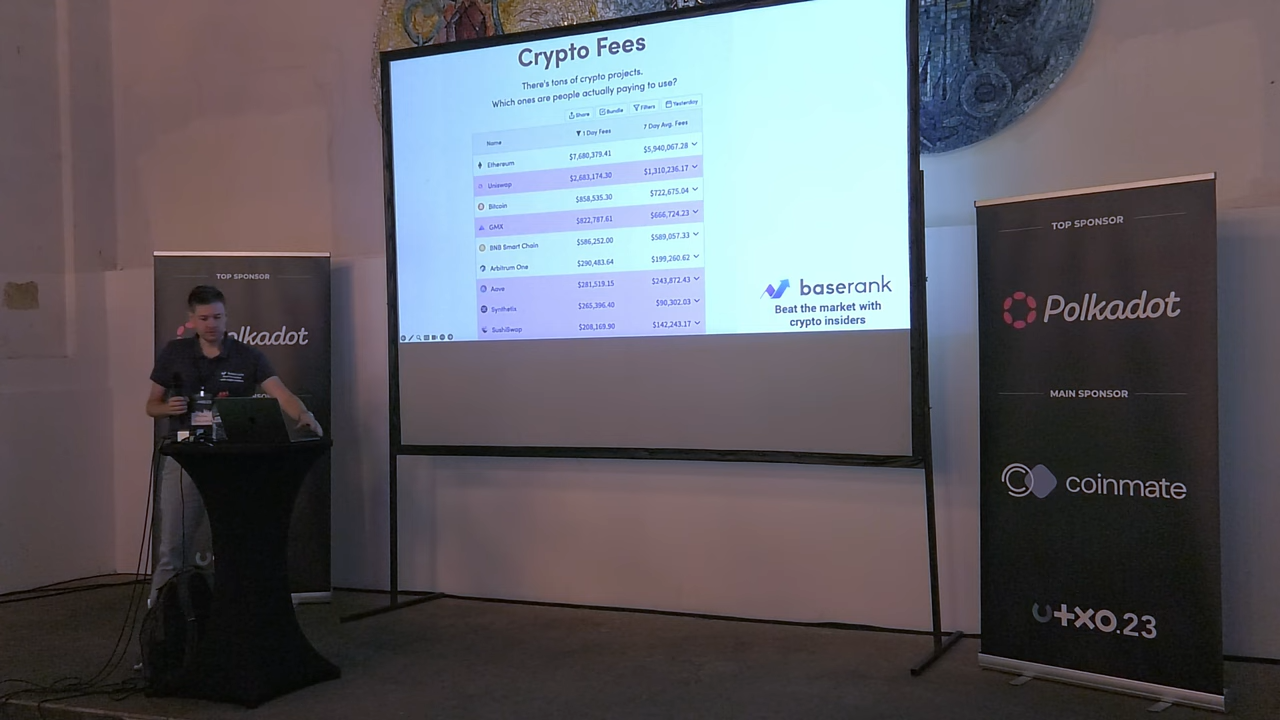 Crypto Fees
There's tons of crypto projects.
Which ones are people actually paying to use?
Share Bundle Filters Yesterday
Name 1 Day Fees 7 Day Avg. Fees
Ethereum $7,680,379.41 $5,940,067.28
Uniswap $2,683,174.30 $1,310,236.17
Bitcoin $858,535.30 $722,675.04
GMX $822,787.61 $666,724.23
BNB Smart Chain $586,252.00 $589,057.33
Arbitrum One $290,483.64 $199,260.62
Aave $281,519.15 $243,872.43
Synthetix $265,396.40 $90,302.03
SushiSwap $208,169.90 $142,243.17
baserank
Beat the market with
crypto insiders
TOP SPONSOR
lkadot
TOP SPONSOR
Polkadot
MAIN SPONSOR
coinmate
utxo.23